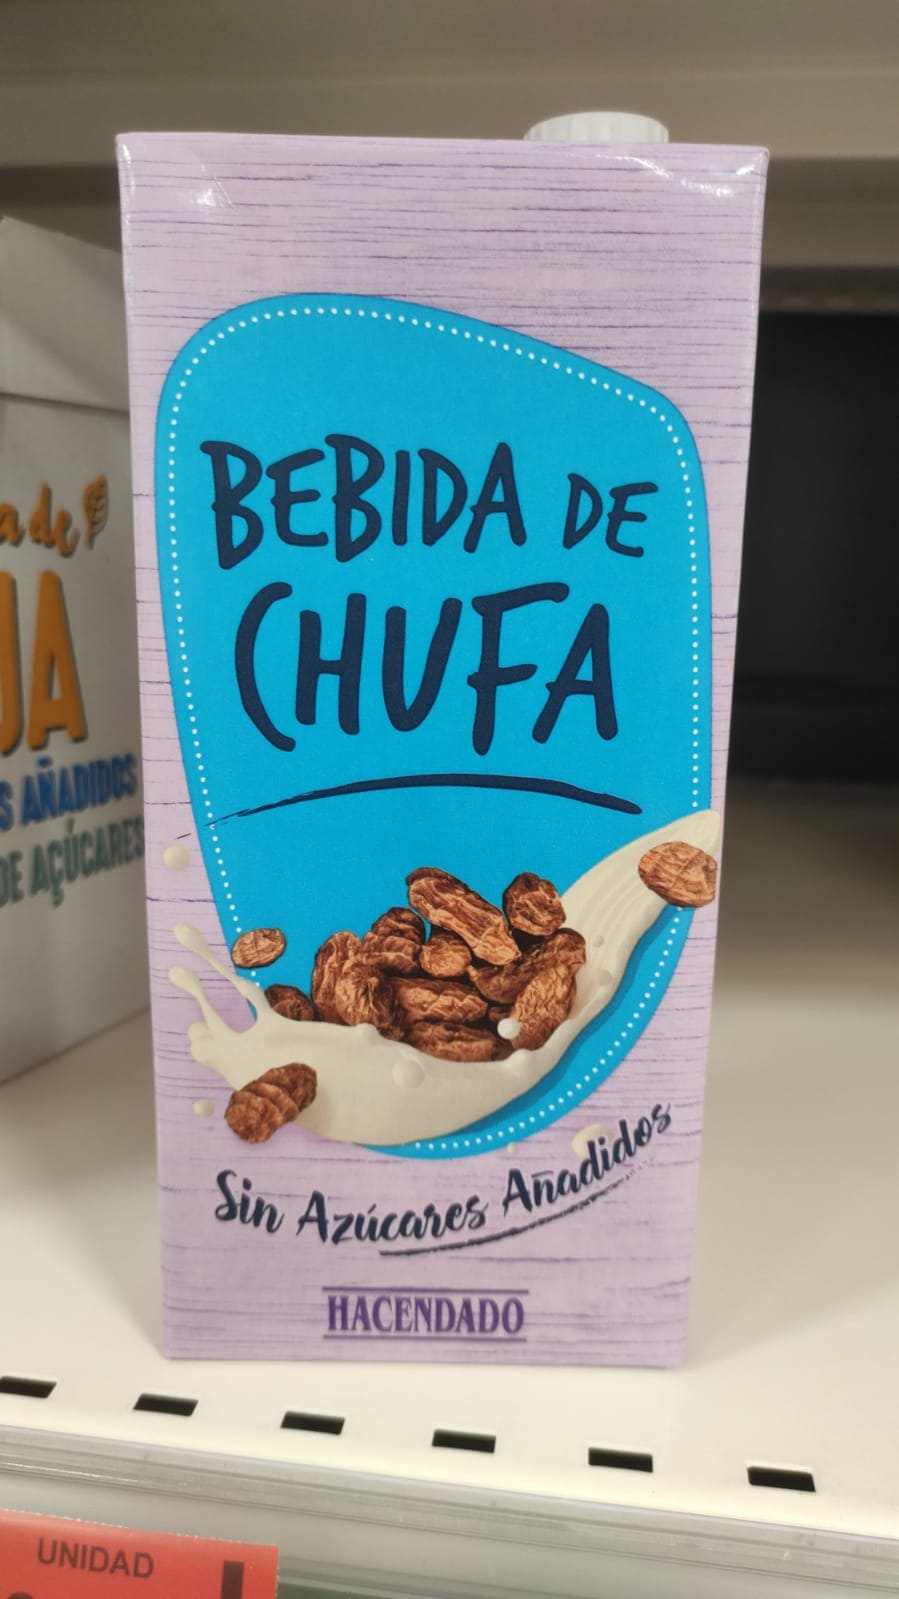 BEBIDA DE
CHUFA
Sin Azúcares Añadidos
HACENDADO
AÑADIDOS
DE AÇÚCARES
UNIDAD